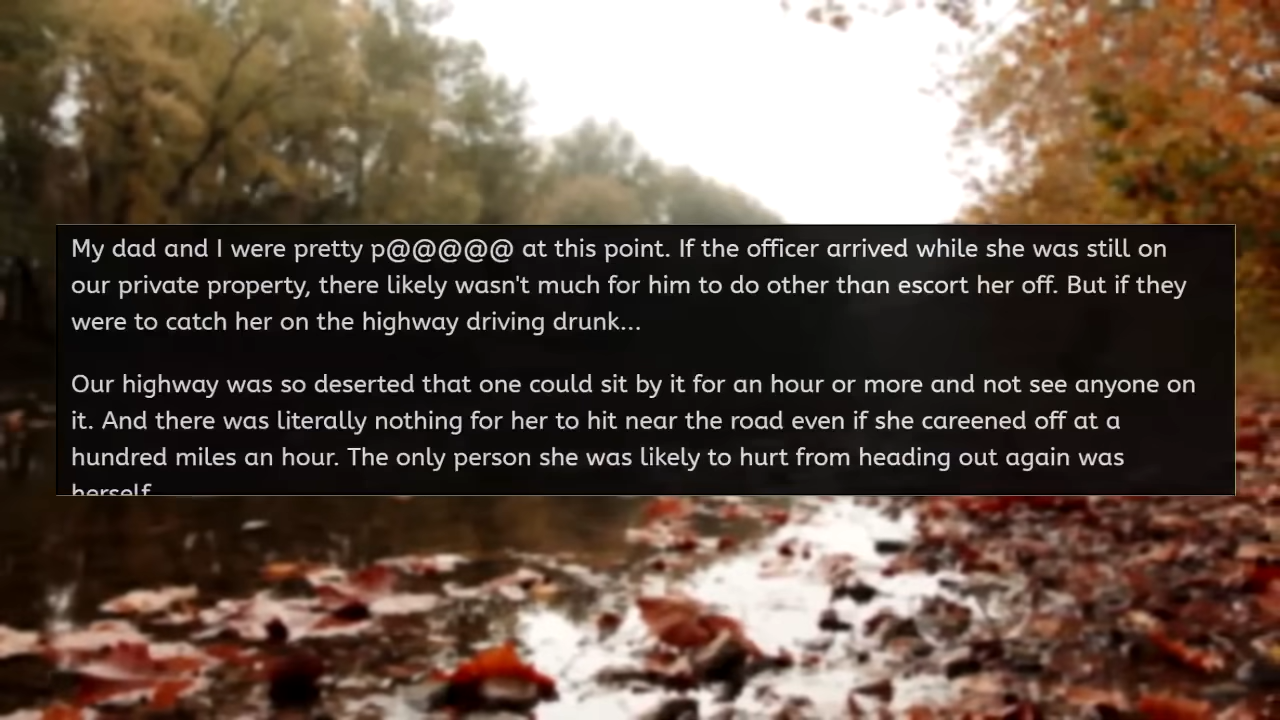 My dad and I were pretty p@@@@@ at this point. If the officer arrived while she was still on
our private property, there likely wasn't much for him to do other than escort her off. But if they
were to catch her on the highway driving drunk...
Our highway was so deserted that one could sit by it for an hour or more and not see anyone on
it. And there was literally nothing for her to hit near the road even if she careened off at a
hundred miles an hour. The only person she was likely to hurt from heading out again was
herself